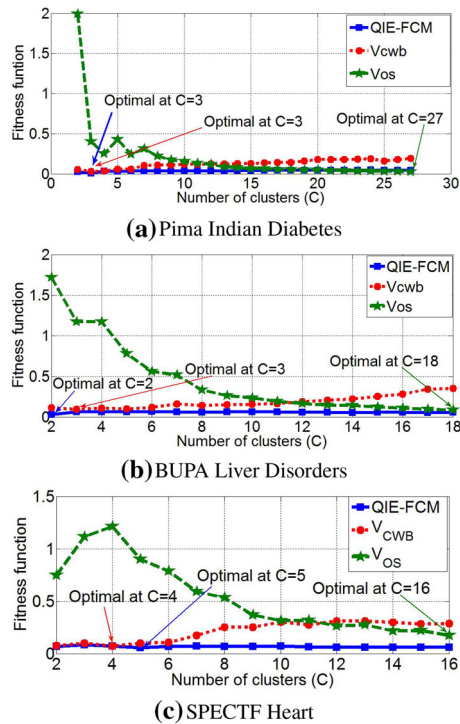 2
1.5
1
0.5
0
Fitness funtion
QIE-FCM
Vcwb
Vos
Optimal at C=3
Optimal at C=3
Optimal at C=27
0 5 10 15 20 25 30
Number of clusters (C)
(a) Pima Indian Diabetes
2
1.5
1
0.5
0
Fitness function
QIE-FCM
Vcwb
Vos
Optimal at C=2
Optimal at C=3
Optimal at C=18
2 4 6 8 10 12 14 16 18
Number of clusters (C)
(b) BUPA Liver Disorders
1.5
1
0.5
0
Fitness function
QIE-FCM
VCWB
VOS
Optimal at C=4
Optimal at C=5
Optimal at C=16
2 4 6 8 10 12 14 16
Number of clusters (C)
(c) SPECTF Heart